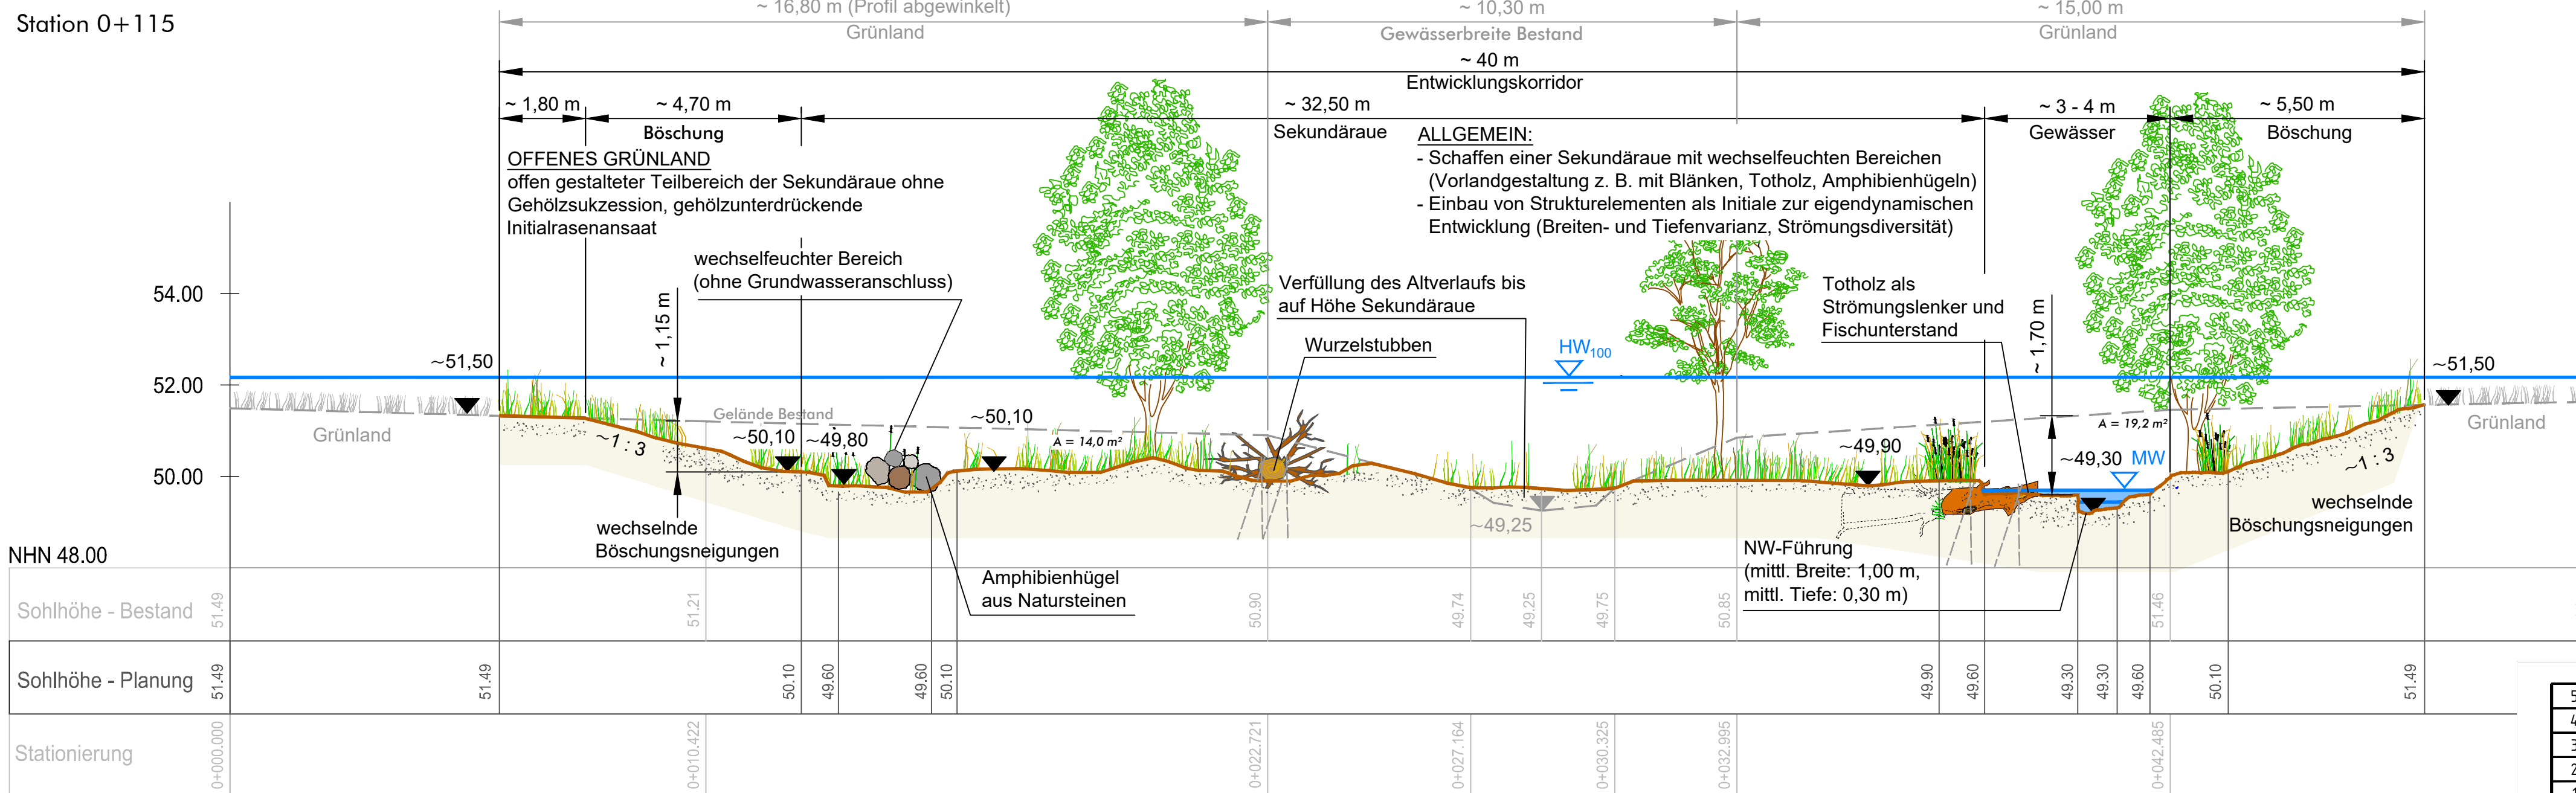 Station 0+115
~ 16,80 m (Profil abgewinkelt)
Grünland
~ 10,30 m
Gewässerbreite Bestand
~ 15,00 m
Grünland
~ 40 m
Entwicklungskorridor
~ 1,80 m
~ 4,70 m
Böschung
~ 32,50 m
Sekundäraue
~ 3 - 4 m
Gewässer
~ 5,50 m
Böschung
OFFENES GRÜNLAND
offen gestalteter Teilbereich der Sekundäraue ohne
Gehölzsukzession, gehölzunterdrückende
Initialrasenansaat
ALLGEMEIN:
- Schaffen einer Sekundäraue mit wechselfeuchten Bereichen
(Vorlandgestaltung z. B. mit Blänken, Totholz, Amphibienhügeln)
- Einbau von Strukturelementen als Initiale zur eigendynamischen
Entwicklung (Breiten- und Tiefenvarianz, Strömungsdiversität)
wechselfeuchter Bereich
(ohne Grundwasseranschluss)
Verfüllung des Altverlaufs bis
auf Höhe Sekundäraue
Totholz als
Strömungslenker und
Fischunterstand
Wurzelstubben
HW100
54.00
52.00
50.00
~ 1,15 m
~ 1,70 m
~51,50
~51,50
Grünland
Gelände Bestand
Grünland
~1 : 3
~50,10
~49,80
~50,10
A = 14,0 m²
~49,90
A = 19,2 m²
~49,30
MW
~1 : 3
~49,25
wechselnde
Böschungsneigungen
wechselnde
Böschungsneigungen
Amphibienhügel
aus Natursteinen
NW-Führung
(mittl. Breite: 1,00 m,
mittl. Tiefe: 0,30 m)
NHN 48.00
Sohlhöhe - Bestand
51.49
51.21
50.90
49.74
49.25
49.75
50.85
51.46
Sohlhöhe - Planung
51.49
51.49
50.10
49.60
49.60
50.10
49.90
49.60
49.30
49.30
49.60
50.10
51.49
Stationierung
0+000.000
0+010.422
0+022.721
0+027.164
0+030.325
0+032.995
0+042.485